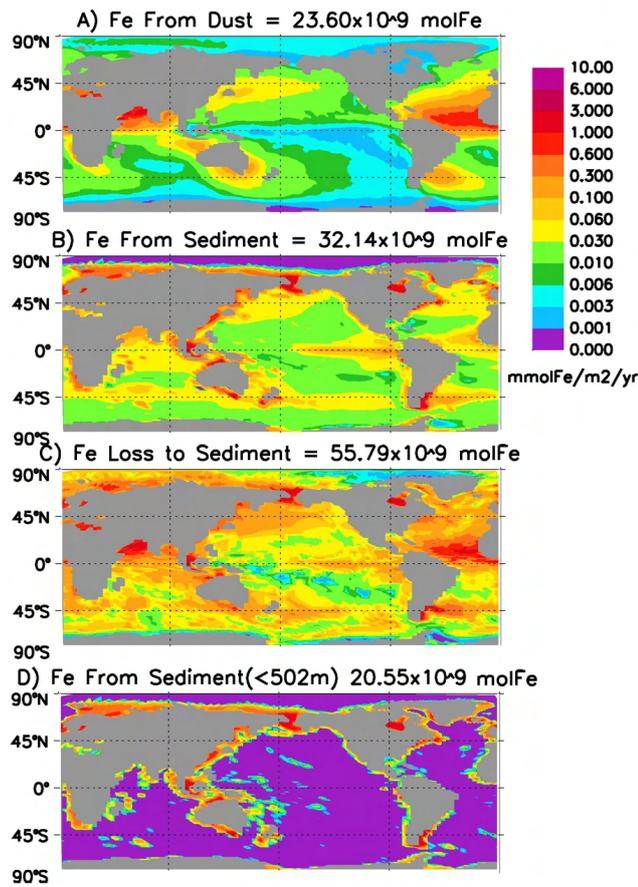 A) Fe From Dust = 23.60x10^9 molFe
90°N
45°N
0°
45°S
90°S
10.00
6.000
3.000
1.000
0.600
0.300
0.100
0.060
0.030
0.010
0.006
0.003
0.001
0.000
mmolFe/m2/yr
B) Fe From Sediment = 32.14x10^9 molFe
90°N
45°N
0°
45°S
90°S
C) Fe Loss to Sediment = 55.79x10^9 molFe
90°N
45°N
0°
45°S
90°S
D) Fe From Sediment(<502m) 20.55x10^9 molFe
90°N
45°N
0°
45°S
90°S